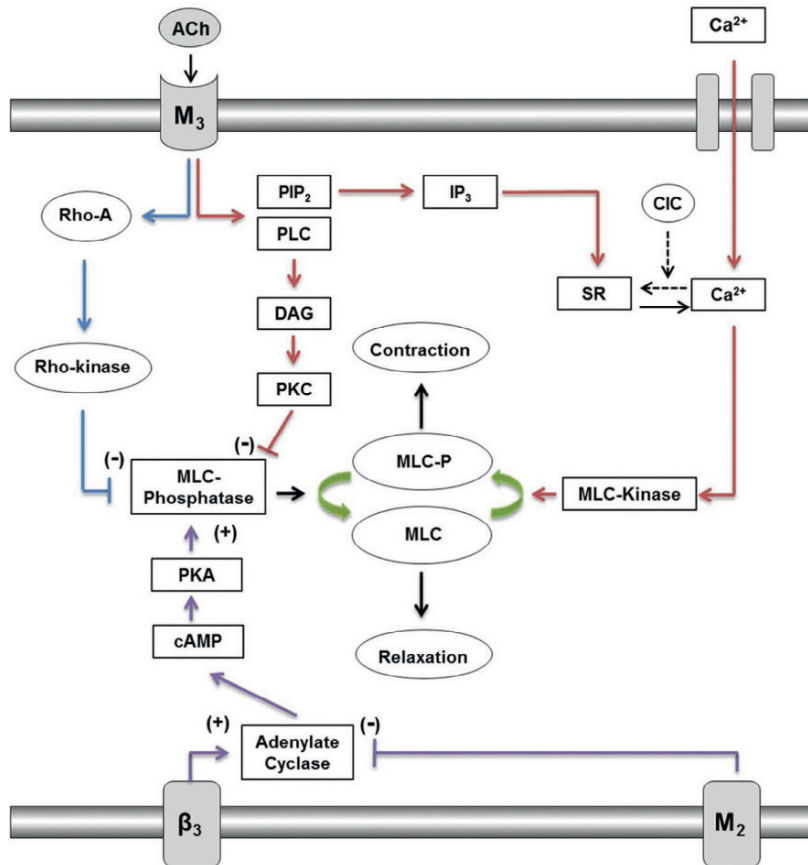 ACh
Ca²⁺
M₃
PIP₂
IP₃
Rho-A
PLC
CIC
SR
Ca²⁺
DAG
Contraction
Rho-kinase
PKC
(-)
(-)
MLC-P
MLC-
Phosphatase
MLC-Kinase
MLC
(+)
PKA
cAMP
Relaxation
(+)
(-)
Adenylate
Cyclase
β₃
M₂